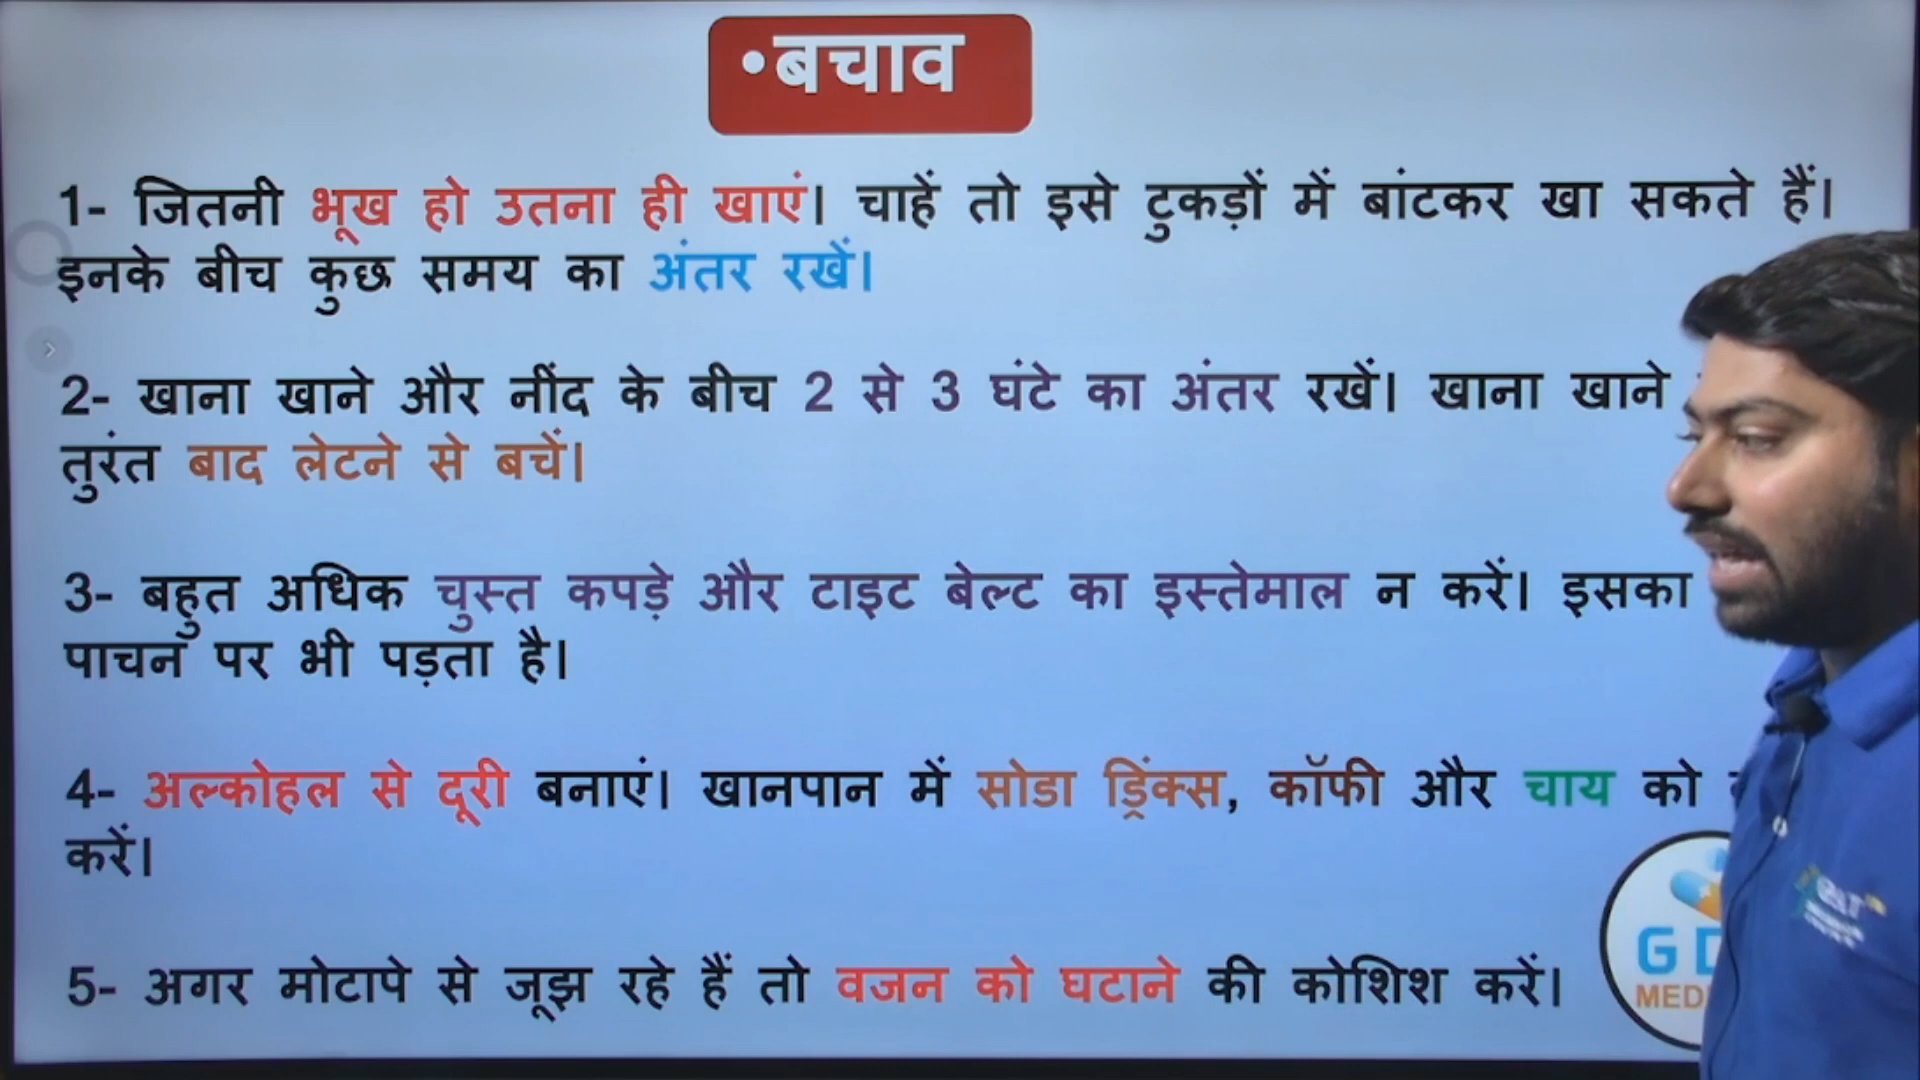 •बचाव
1- जितनी भूख हो उतना ही खाएं। चाहें तो इसे टुकड़ों में बांटकर खा सकते हैं।
इनके बीच कुछ समय का अंतर रखें।
2- खाना खाने और नींद के बीच 2 से 3 घंटे का अंतर रखें। खाना खाने
तुरंत बाद लेटने से बचें।
3- बहुत अधिक चुस्त कपड़े और टाइट बेल्ट का इस्तेमाल न करें। इसका
पाचन पर भी पड़ता है।
4- अल्कोहल से दूरी बनाएं। खानपान में सोडा ड्रिंक्स, कॉफी और चाय को
करें।
5- अगर मोटापे से जूझ रहे हैं तो वजन को घटाने की कोशिश करें।
G D
MED